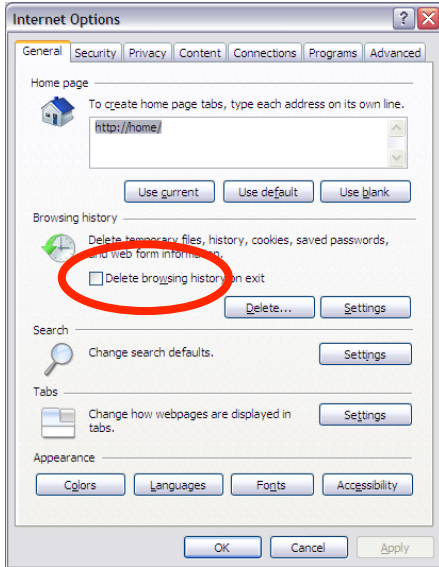 Internet Options
General Security Privacy Content Connections Programs Advanced
Home page
To create home page tabs, type each address on its own line.
http://home/
Use current Use default Use blank
Browsing history
Delete temporary files, history, cookies, saved passwords,
and web form information.
Delete browsing history on exit
Delete... Settings
Search
Change search defaults. Settings
Tabs
Change how webpages are displayed in Settings
tabs.
Appearance
Colors Languages Fonts Accessibility
OK Cancel Apply